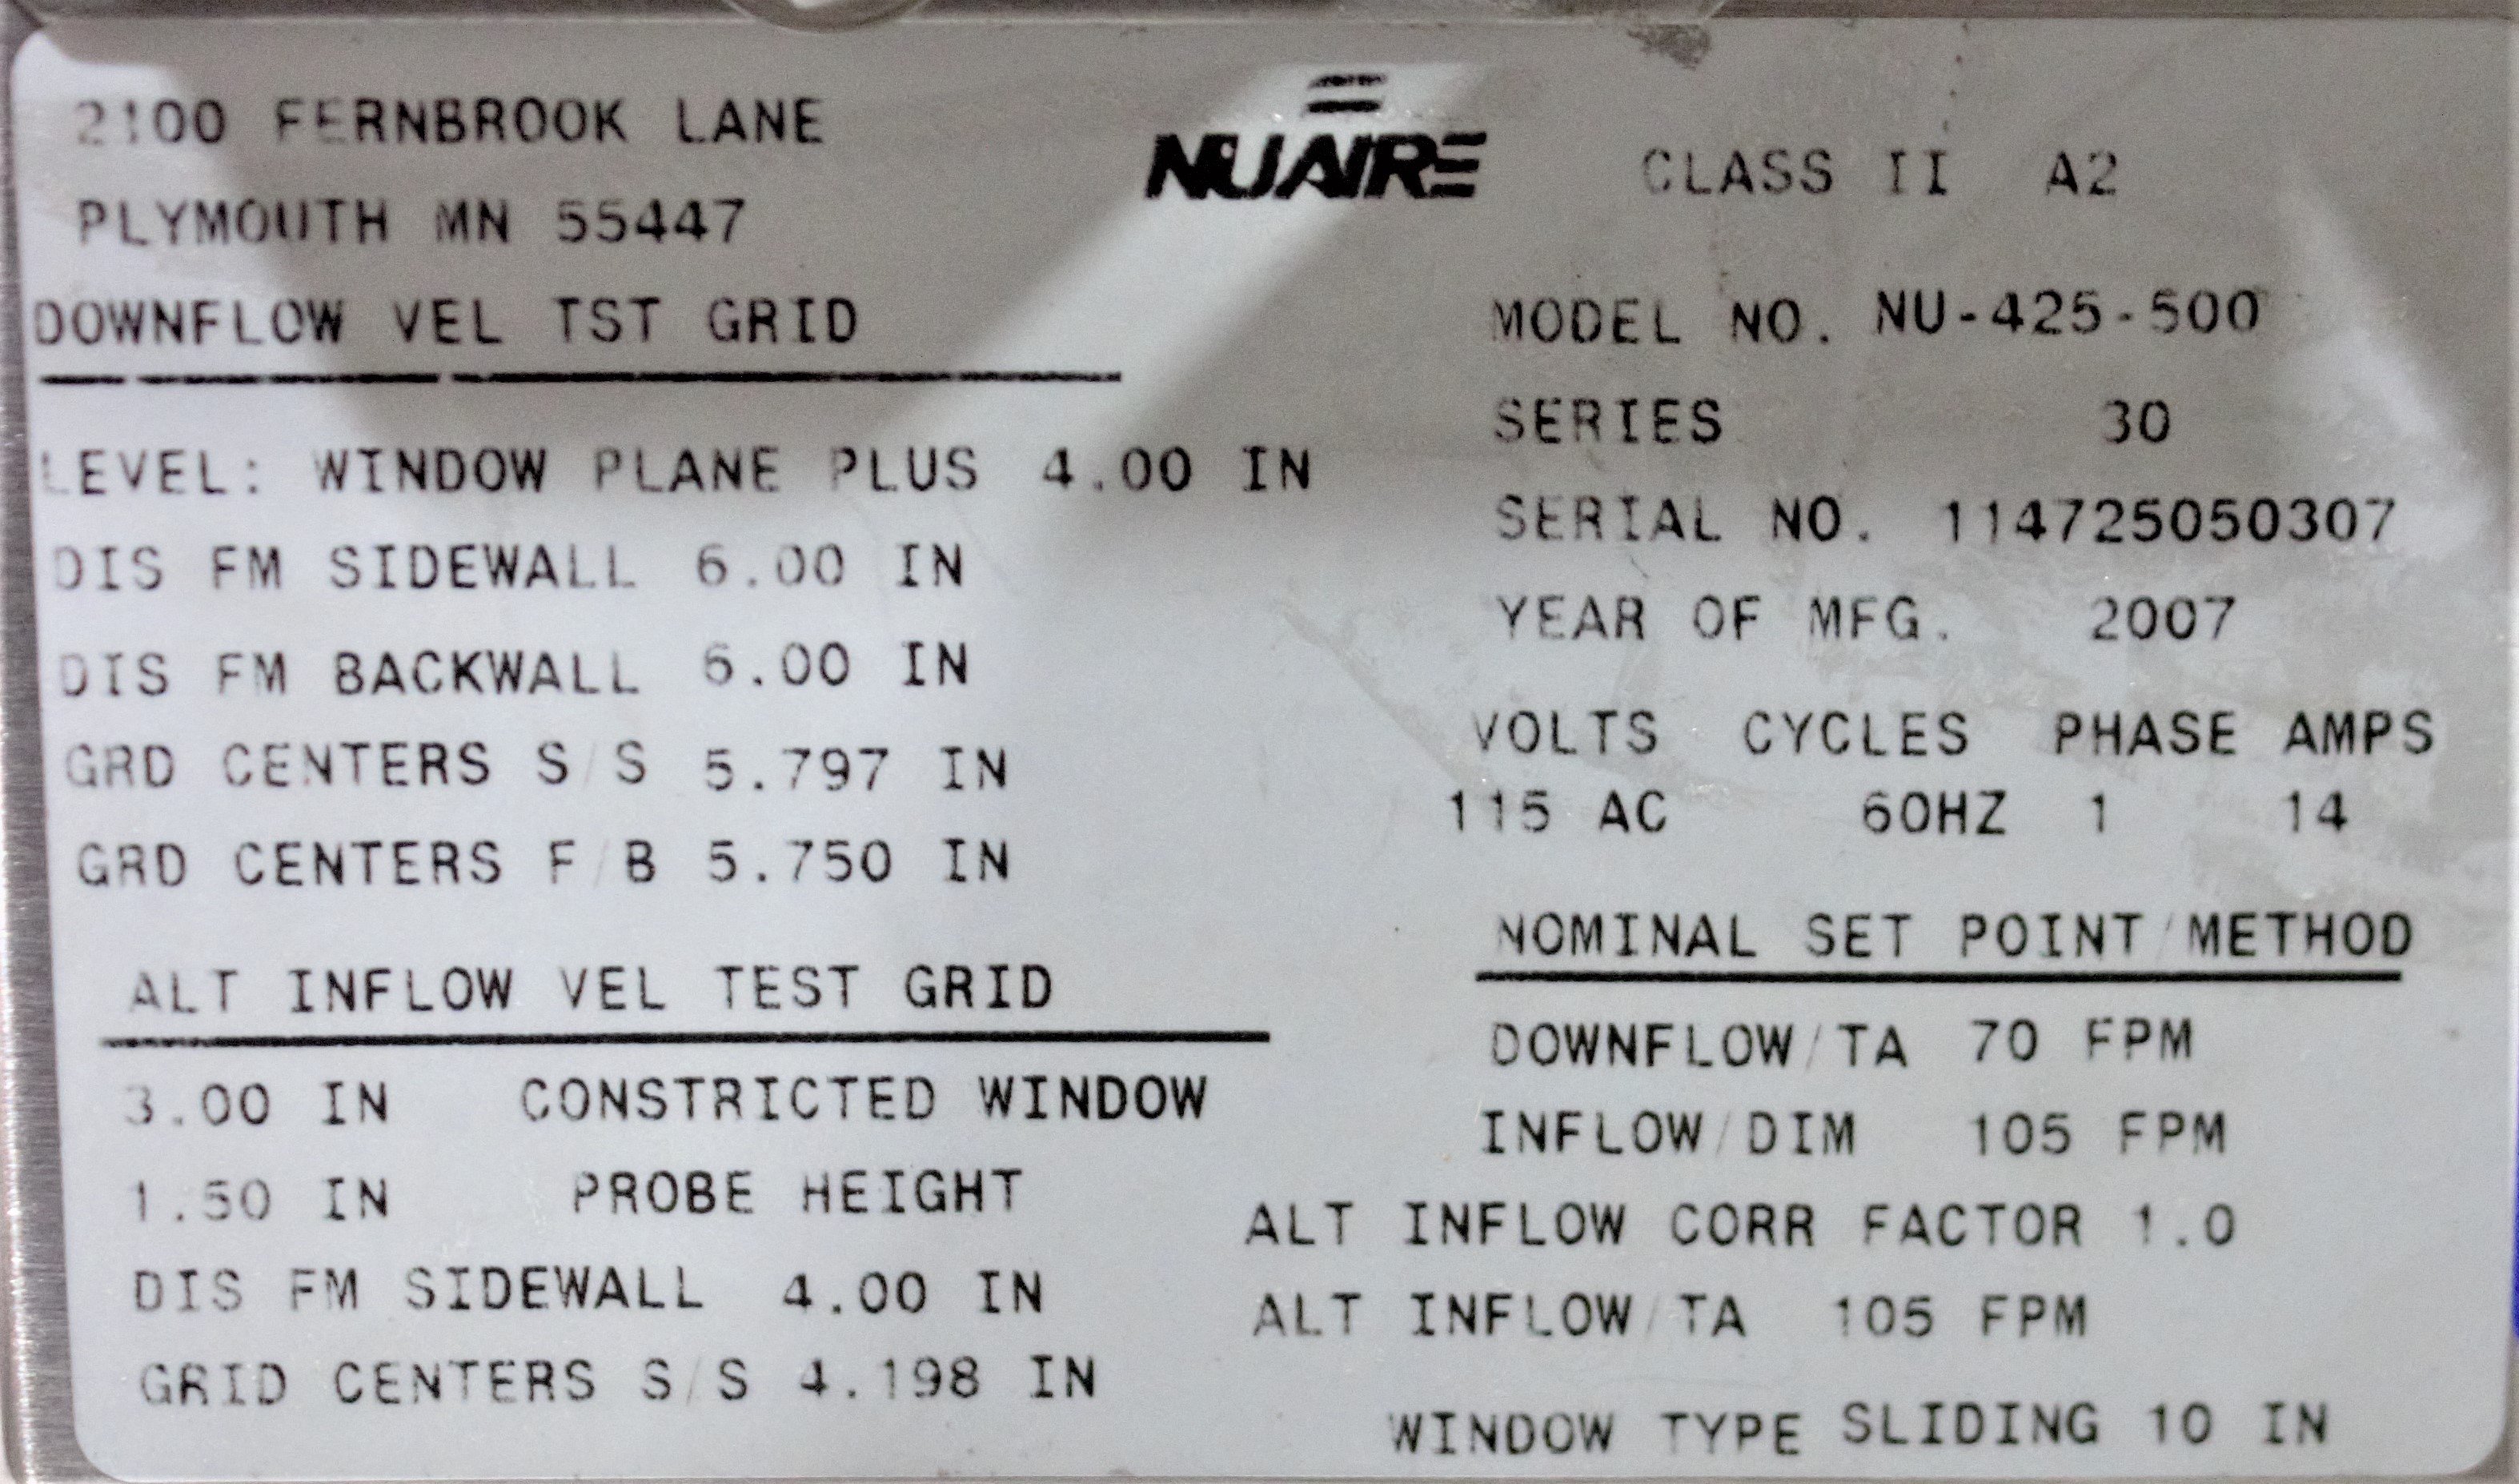 2100 FERNBROOK LANE
PLYMOUTH MN 55447
DOWNFLOW VEL TST GRID
LEVEL: WINDOW PLANE PLUS 4.00 IN
DIS FM SIDEWALL 6.00 IN
DIS FM BACKWALL 6.00 IN
GRD CENTERS S/S 5.797 IN
GRD CENTERS F/B 5.750 IN
ALT INFLOW VEL TEST GRID
3.00 IN CONSTRICTED WINDOW
1.50 IN PROBE HEIGHT
DIS FM SIDEWALL 4.00 IN
GRID CENTERS S/S 4.198 IN
NUAIRE
CLASS II A2
MODEL NO. NU-425-500
SERIES 30
SERIAL NO. 114725050307
YEAR OF MFG. 2007
VOLTS CYCLES PHASE AMPS
115 AC 60HZ 1 14
NOMINAL SET POINT/METHOD
DOWNFLOW/TA 70 FPM
INFLOW/DIM 105 FPM
ALT INFLOW CORR FACTOR 1.0
ALT INFLOW/TA 105 FPM
WINDOW TYPE SLIDING 10 IN